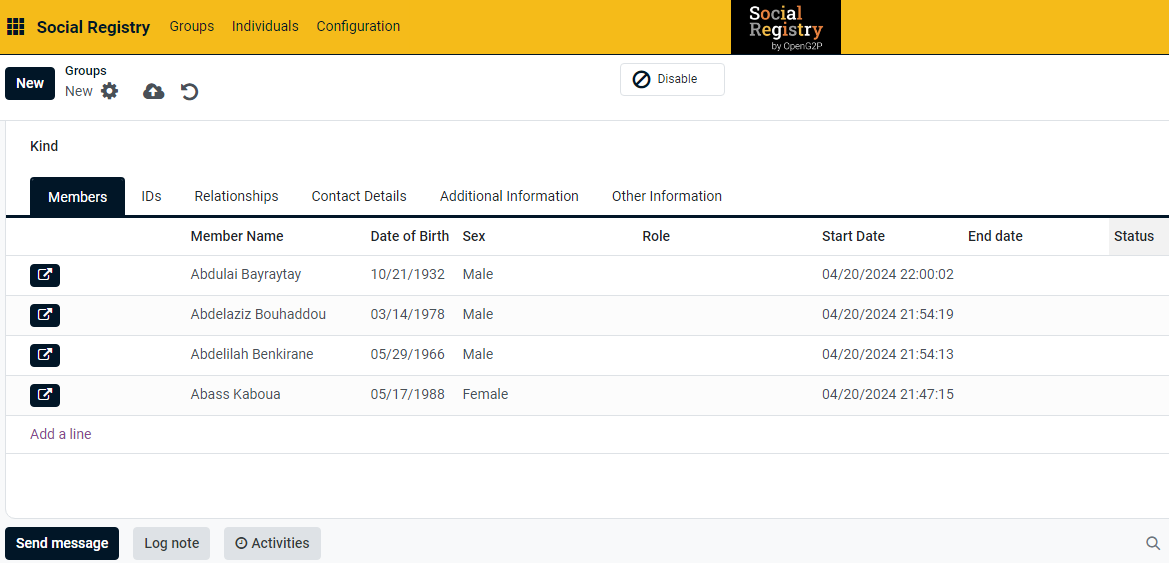 Social Registry Groups Individuals Configuration
Social
Registry
by OpenG2P
New
Groups
New
Disable
Kind
Members IDs Relationships Contact Details Additional Information Other Information
Member Name Date of Birth Sex Role Start Date End date Status
Abdulai Bayraytay 10/21/1932 Male 04/20/2024 22:00:02
Abdelaziz Bouhaddou 03/14/1978 Male 04/20/2024 21:54:19
Abdelilah Benkirane 05/29/1966 Male 04/20/2024 21:54:13
Abass Kaboua 05/17/1988 Female 04/20/2024 21:47:15
Add a line
Send message Log note Activities